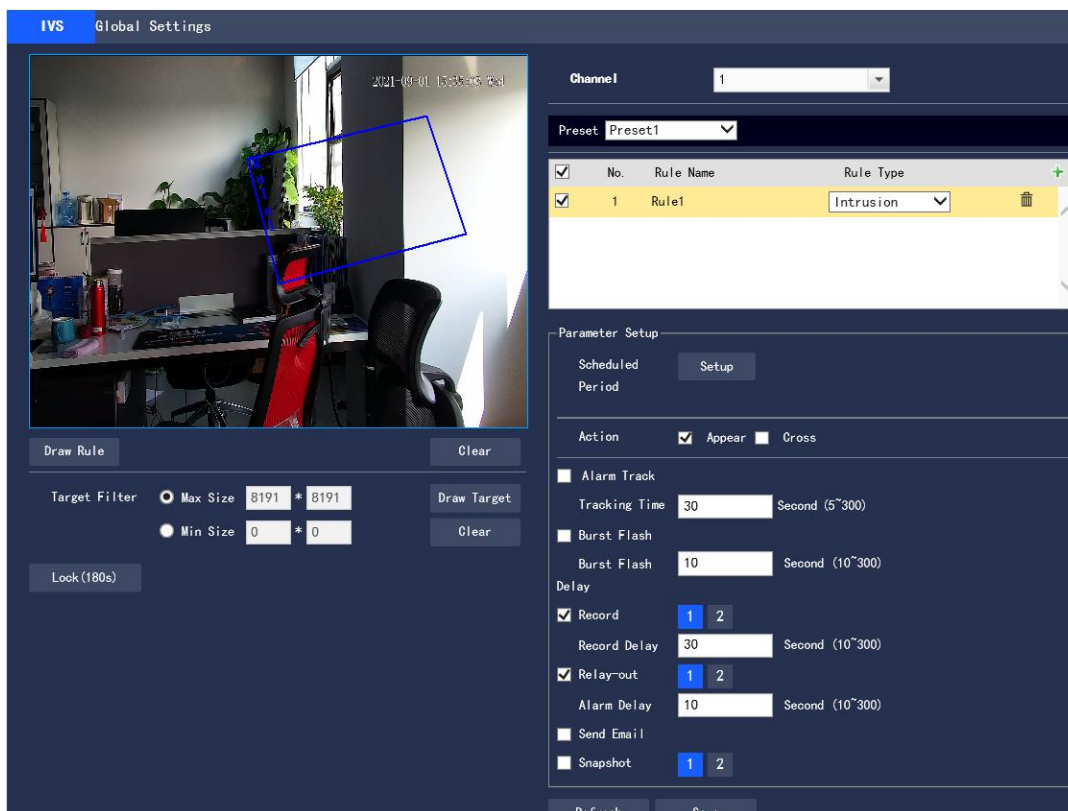 IVS Global Settings
2021-09-01
Channel 1
Preset Preset1
No. Rule Name Rule Type
1 Rule1 Intrusion
Parameter Setup
Scheduled Period Setup
Action Appear Cross
Draw Rule Clear
Target Filter Max Size 8191 * 8191 Draw Target
Min Size 0 * 0 Clear
Lock(180s)
Alarm Track
Tracking Time 30 Second (5~300)
Burst Flash
Burst Flash Delay 10 Second (10~300)
Record 1 2
Record Delay 30 Second (10~300)
Relay-out 1 2
Alarm Delay 10 Second (10~300)
Send Email
Snapshot 1 2